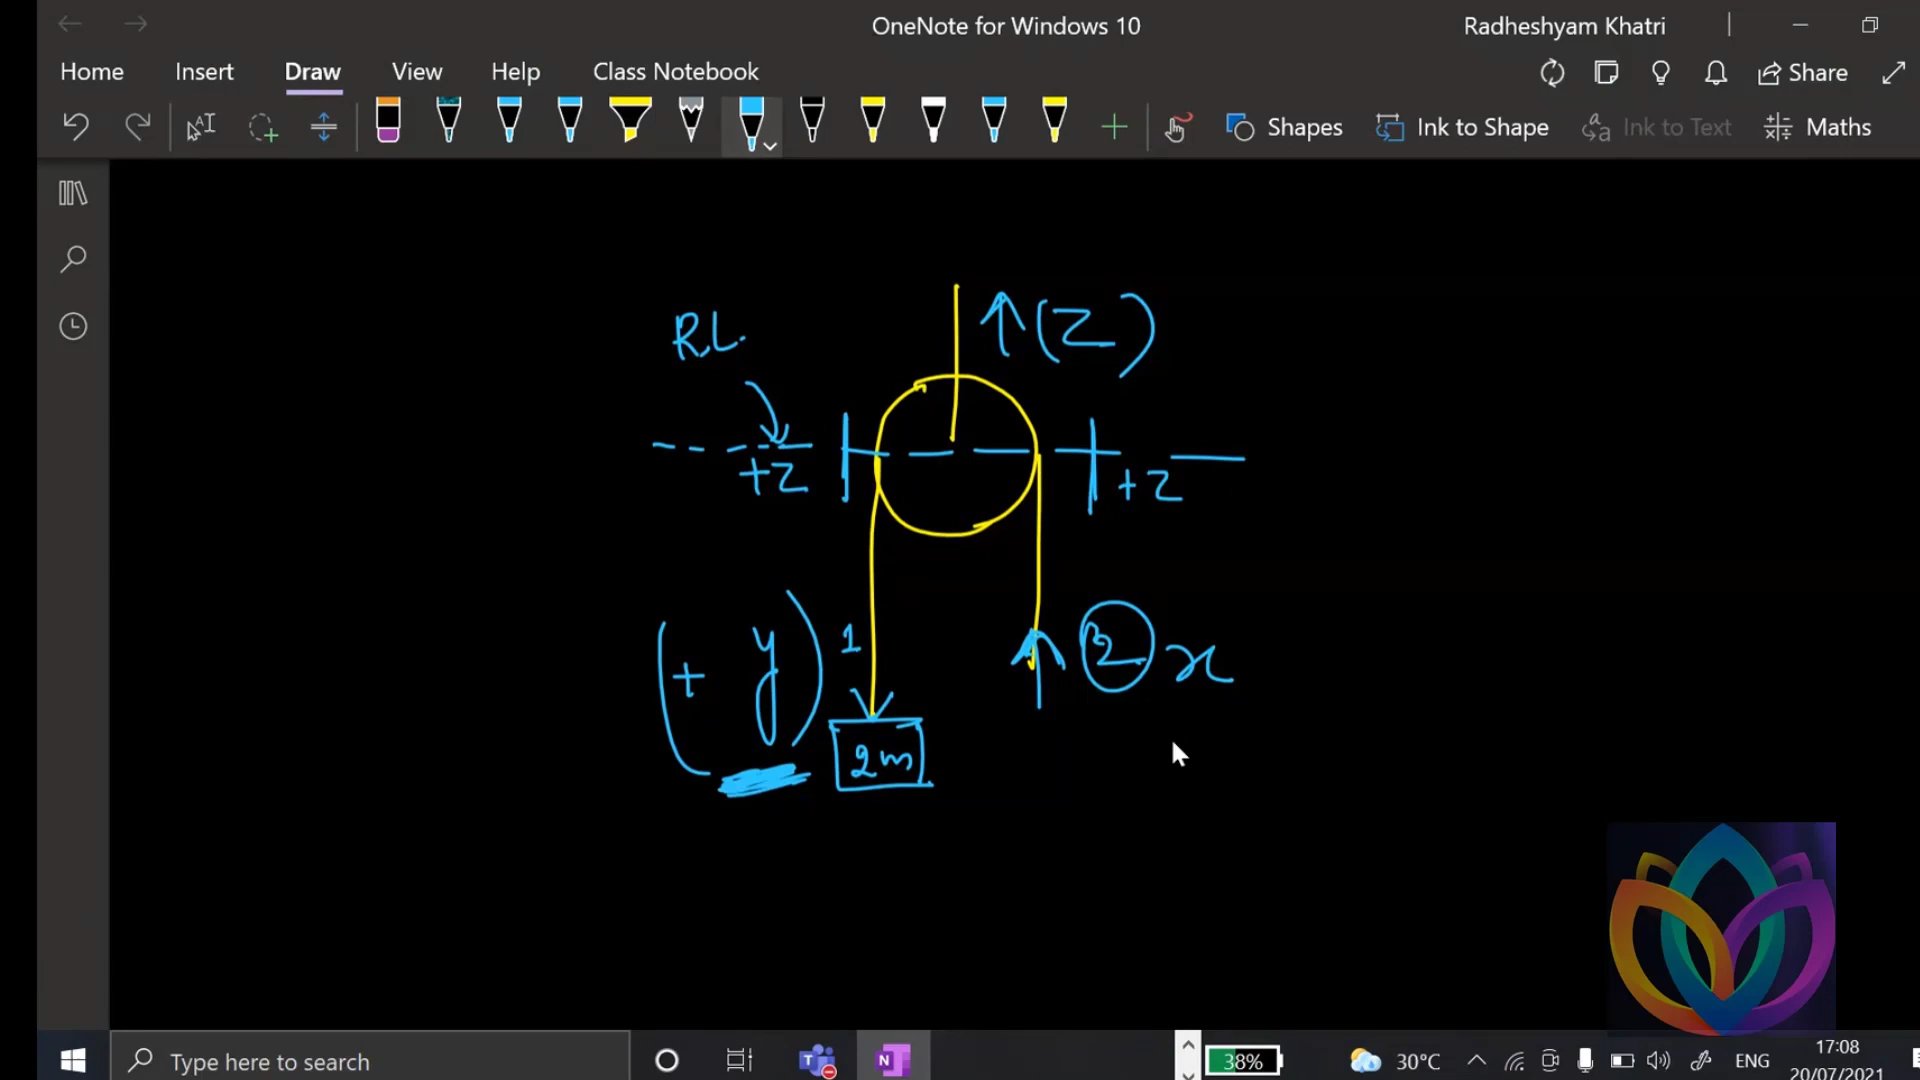 OneNote for Windows 10
Radheshyam Khatri
Home Insert Draw View Help Class Notebook
Share
Shapes Ink to Shape Ink to Text Maths
R.L.
(z)
+z
+z
(+ y)
1
2 x
2m
Type here to search
38%
30°C
ENG
17:08
20/07/2021